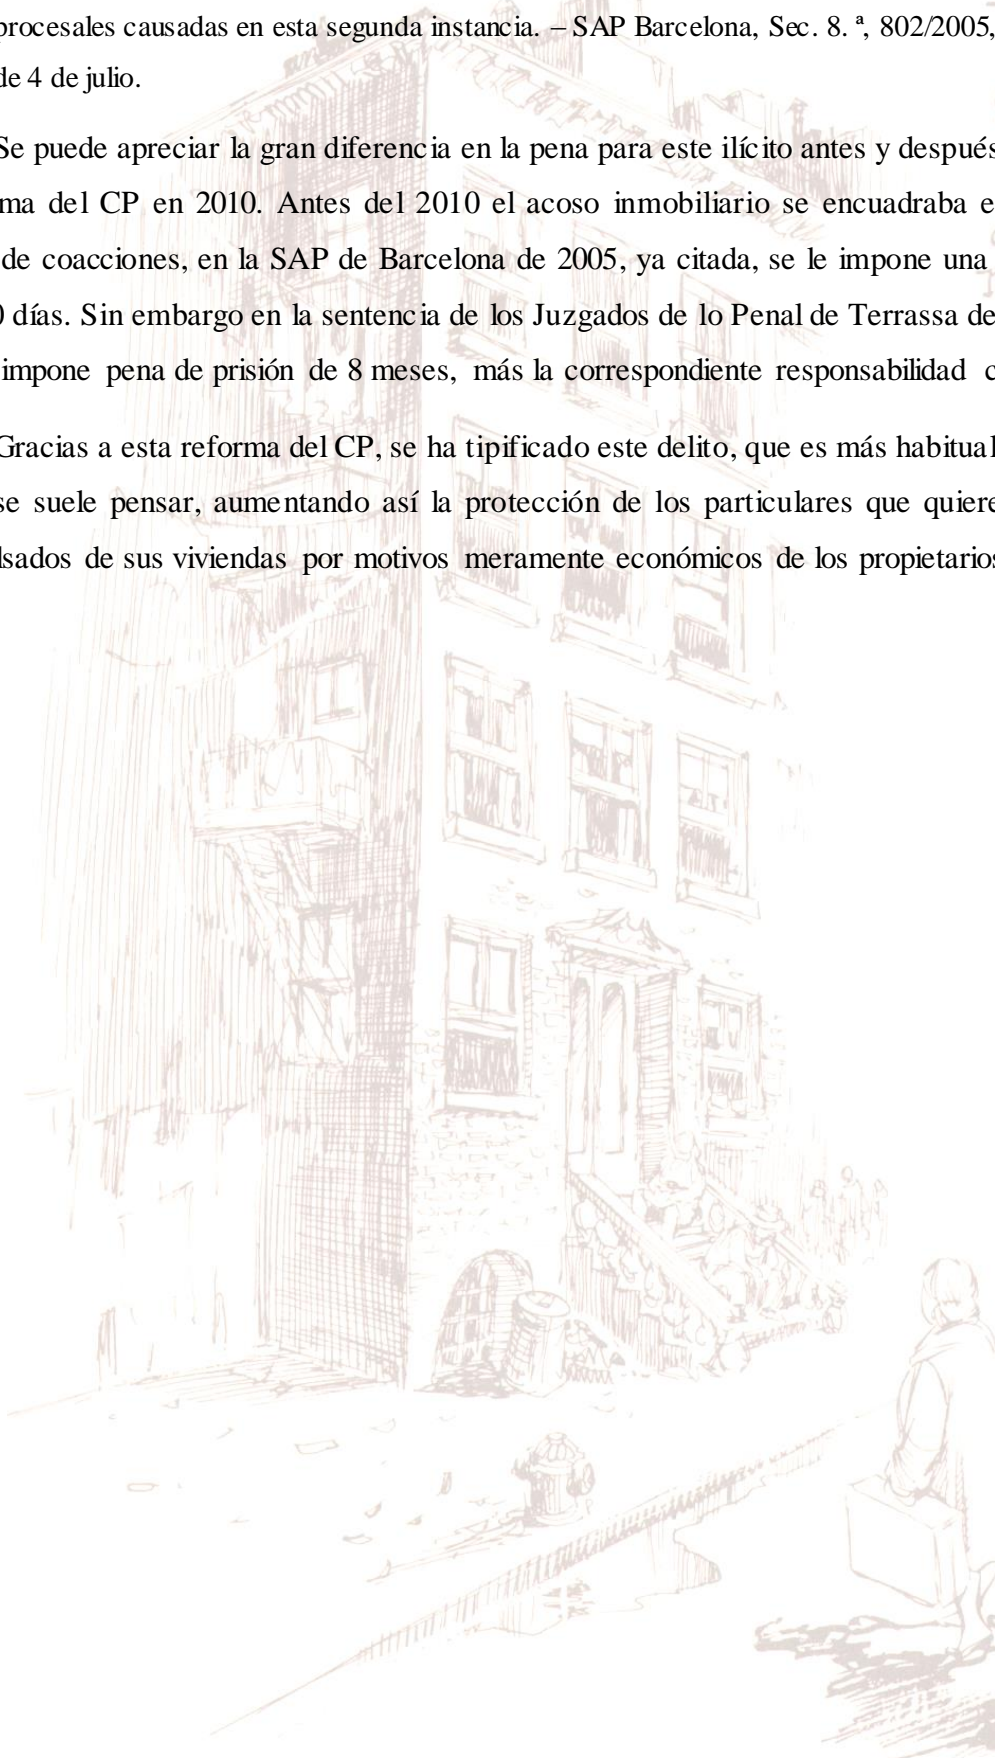 procesales causadas en esta segunda instancia. – SAP Barcelona, Sec. 8. ª, 802/2005,
de 4 de julio.
Se puede apreciar la gran diferencia en la pena para este ilícito antes y después
ma del CP en 2010. Antes del 2010 el acoso inmobiliario se encuadraba e
de coacciones, en la SAP de Barcelona de 2005, ya citada, se le impone una
0 días. Sin embargo en la sentencia de los Juzgados de lo Penal de Terrassa de
impone pena de prisión de 8 meses, más la correspondiente responsabilidad c
Gracias a esta reforma del CP, se ha tipificado este delito, que es más habitual
se suele pensar, aumentando así la protección de los particulares que quiere
lsados de sus viviendas por motivos meramente económicos de los propietarios